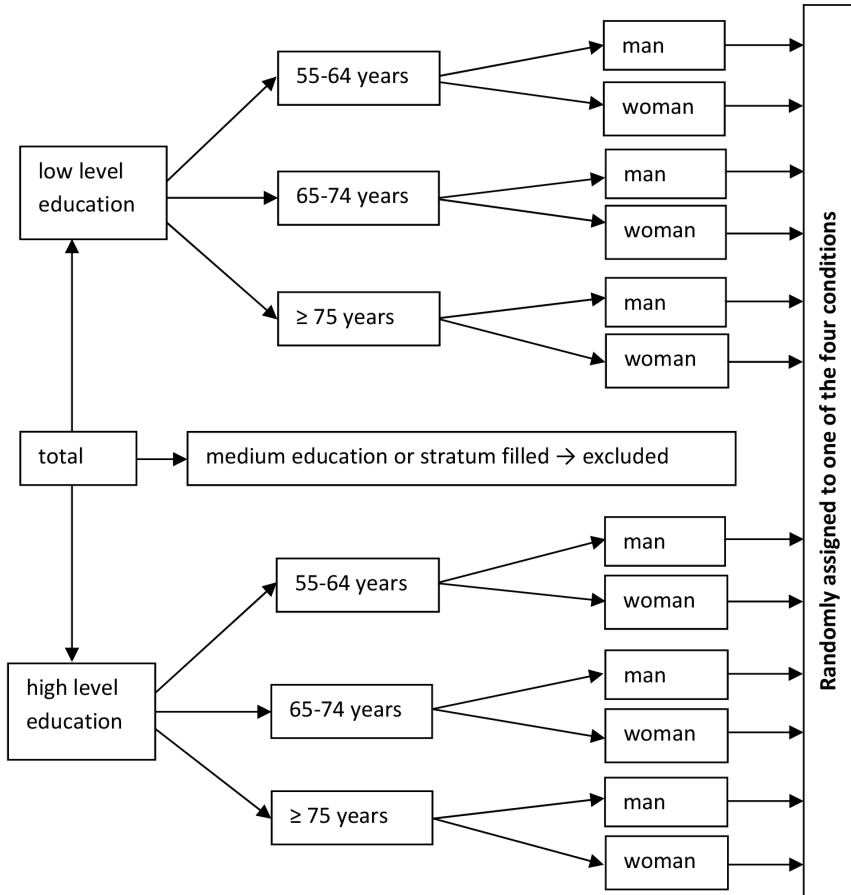 man
55-64 years
woman
low level
education
man
65-74 years
woman
man
≥ 75 years
woman
total
medium education or stratum filled → excluded
man
55-64 years
woman
high level
education
man
65-74 years
woman
man
≥ 75 years
woman
Randomly assigned to one of the four conditions